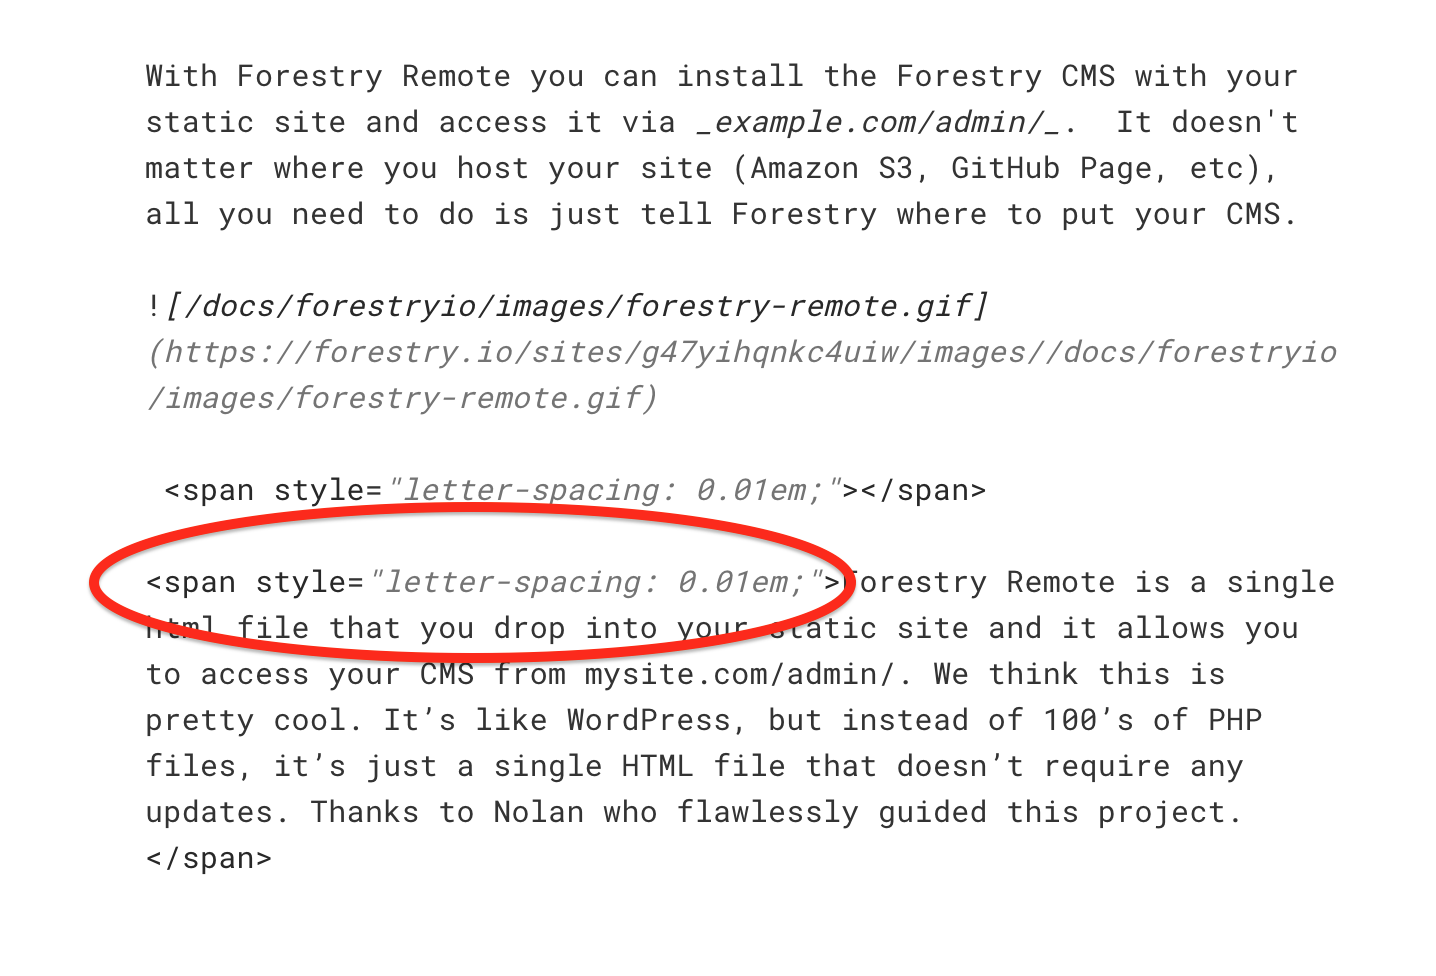 With Forestry Remote you can install the Forestry CMS with your
static site and access it via _example.com/admin/_.  It doesn't
matter where you host your site (Amazon S3, GitHub Page, etc),
all you need to do is just tell Forestry where to put your CMS.
![/docs/forestryio/images/forestry-remote.gif]
(https://forestry.io/sites/g47yihqnkc4uiw/images//docs/forestryio
/images/forestry-remote.gif)
<span style="letter-spacing: 0.01em;"></span>
<span style="letter-spacing: 0.01em;">Forestry Remote is a single
html file that you drop into your static site and it allows you
to access your CMS from mysite.com/admin/. We think this is
pretty cool. It’s like WordPress, but instead of 100’s of PHP
files, it’s just a single HTML file that doesn’t require any
updates. Thanks to Nolan who flawlessly guided this project.
</span>